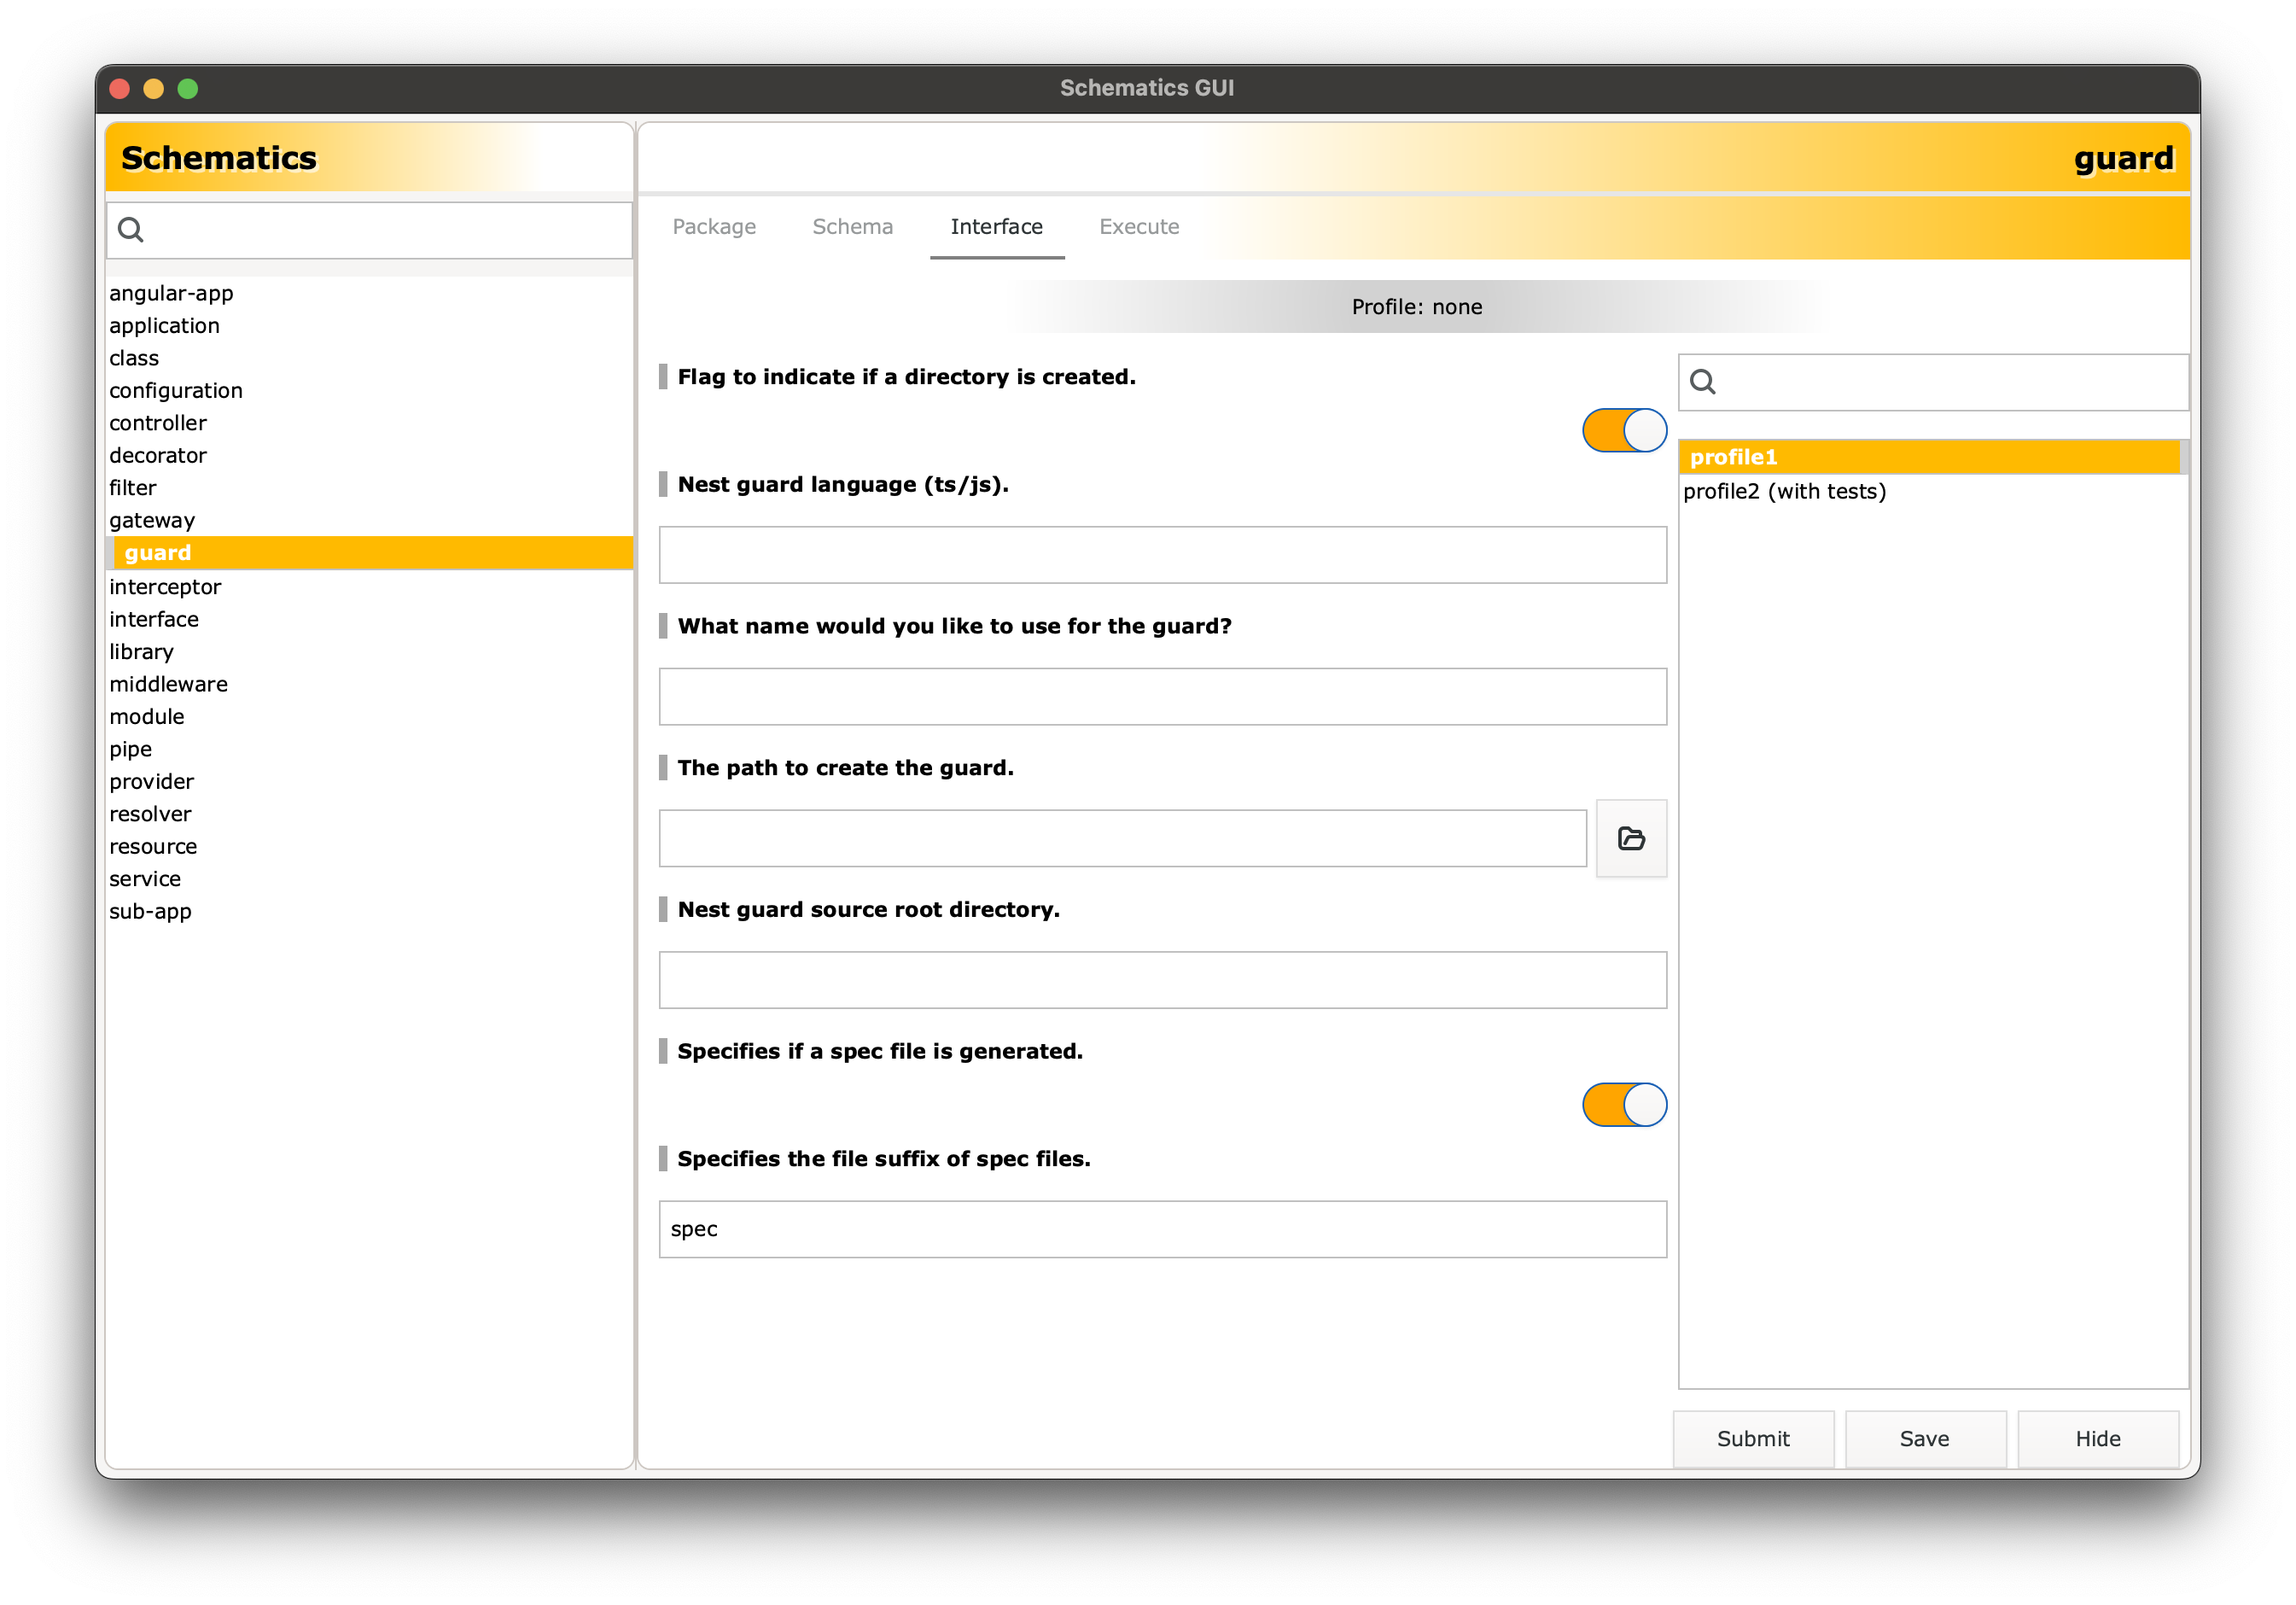 Schematics GUI
Schematics
guard
Package Schema Interface Execute
Profile: none
angular-app
application
class
configuration
controller
decorator
filter
gateway
guard
interceptor
interface
library
middleware
module
pipe
provider
resolver
resource
service
sub-app
Flag to indicate if a directory is created.
Nest guard language (ts/js).
What name would you like to use for the guard?
The path to create the guard.
Nest guard source root directory.
Specifies if a spec file is generated.
Specifies the file suffix of spec files.
spec
profile1
profile2 (with tests)
Submit Save Hide